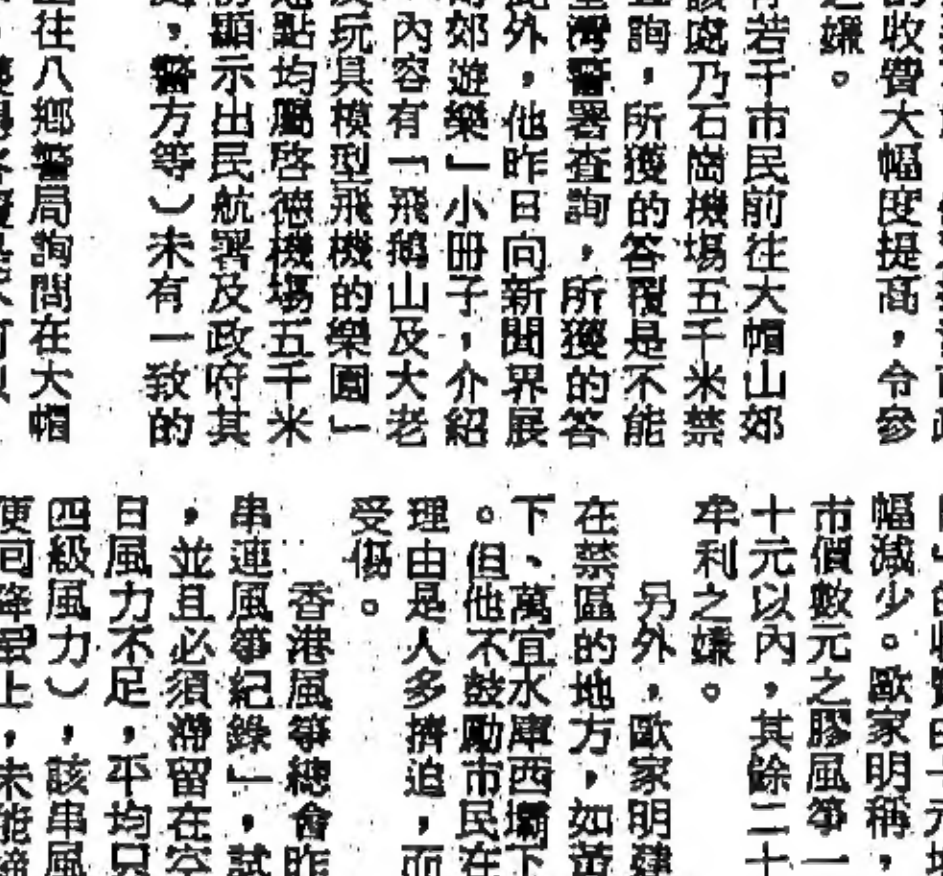 的收費大幅度提高，令參
之嫌。
有若干市民前往大帽山郊
該處乃石崗機場五千米禁
查詢，所獲的答覆是不能
灣警署查詢，所獲的答
此外，他昨日向新聞界展
郊遊樂」小冊子，介紹
內容有「飛鵝山及大老
玩具模型飛機的樂園」
點均屬啓德機場五千米
顯示出民航署及政府其
，警方等）未有一致的
往八鄉警局詢問在大帽
幅減少。歐家明稱，
市價數元之膠風箏一
十元以內，其餘二十
牟利之嫌。
另外，歐家明建
在禁區的地方，如
下、萬宜水庫西壩下
。但他不鼓勵市民在
理由是人多擠迫，而
受傷。
香港風箏總會昨
串連風箏紀錄」，試
，並且必須滯留在空
日風力不足，平均只
四級風力），該串風
上，未能